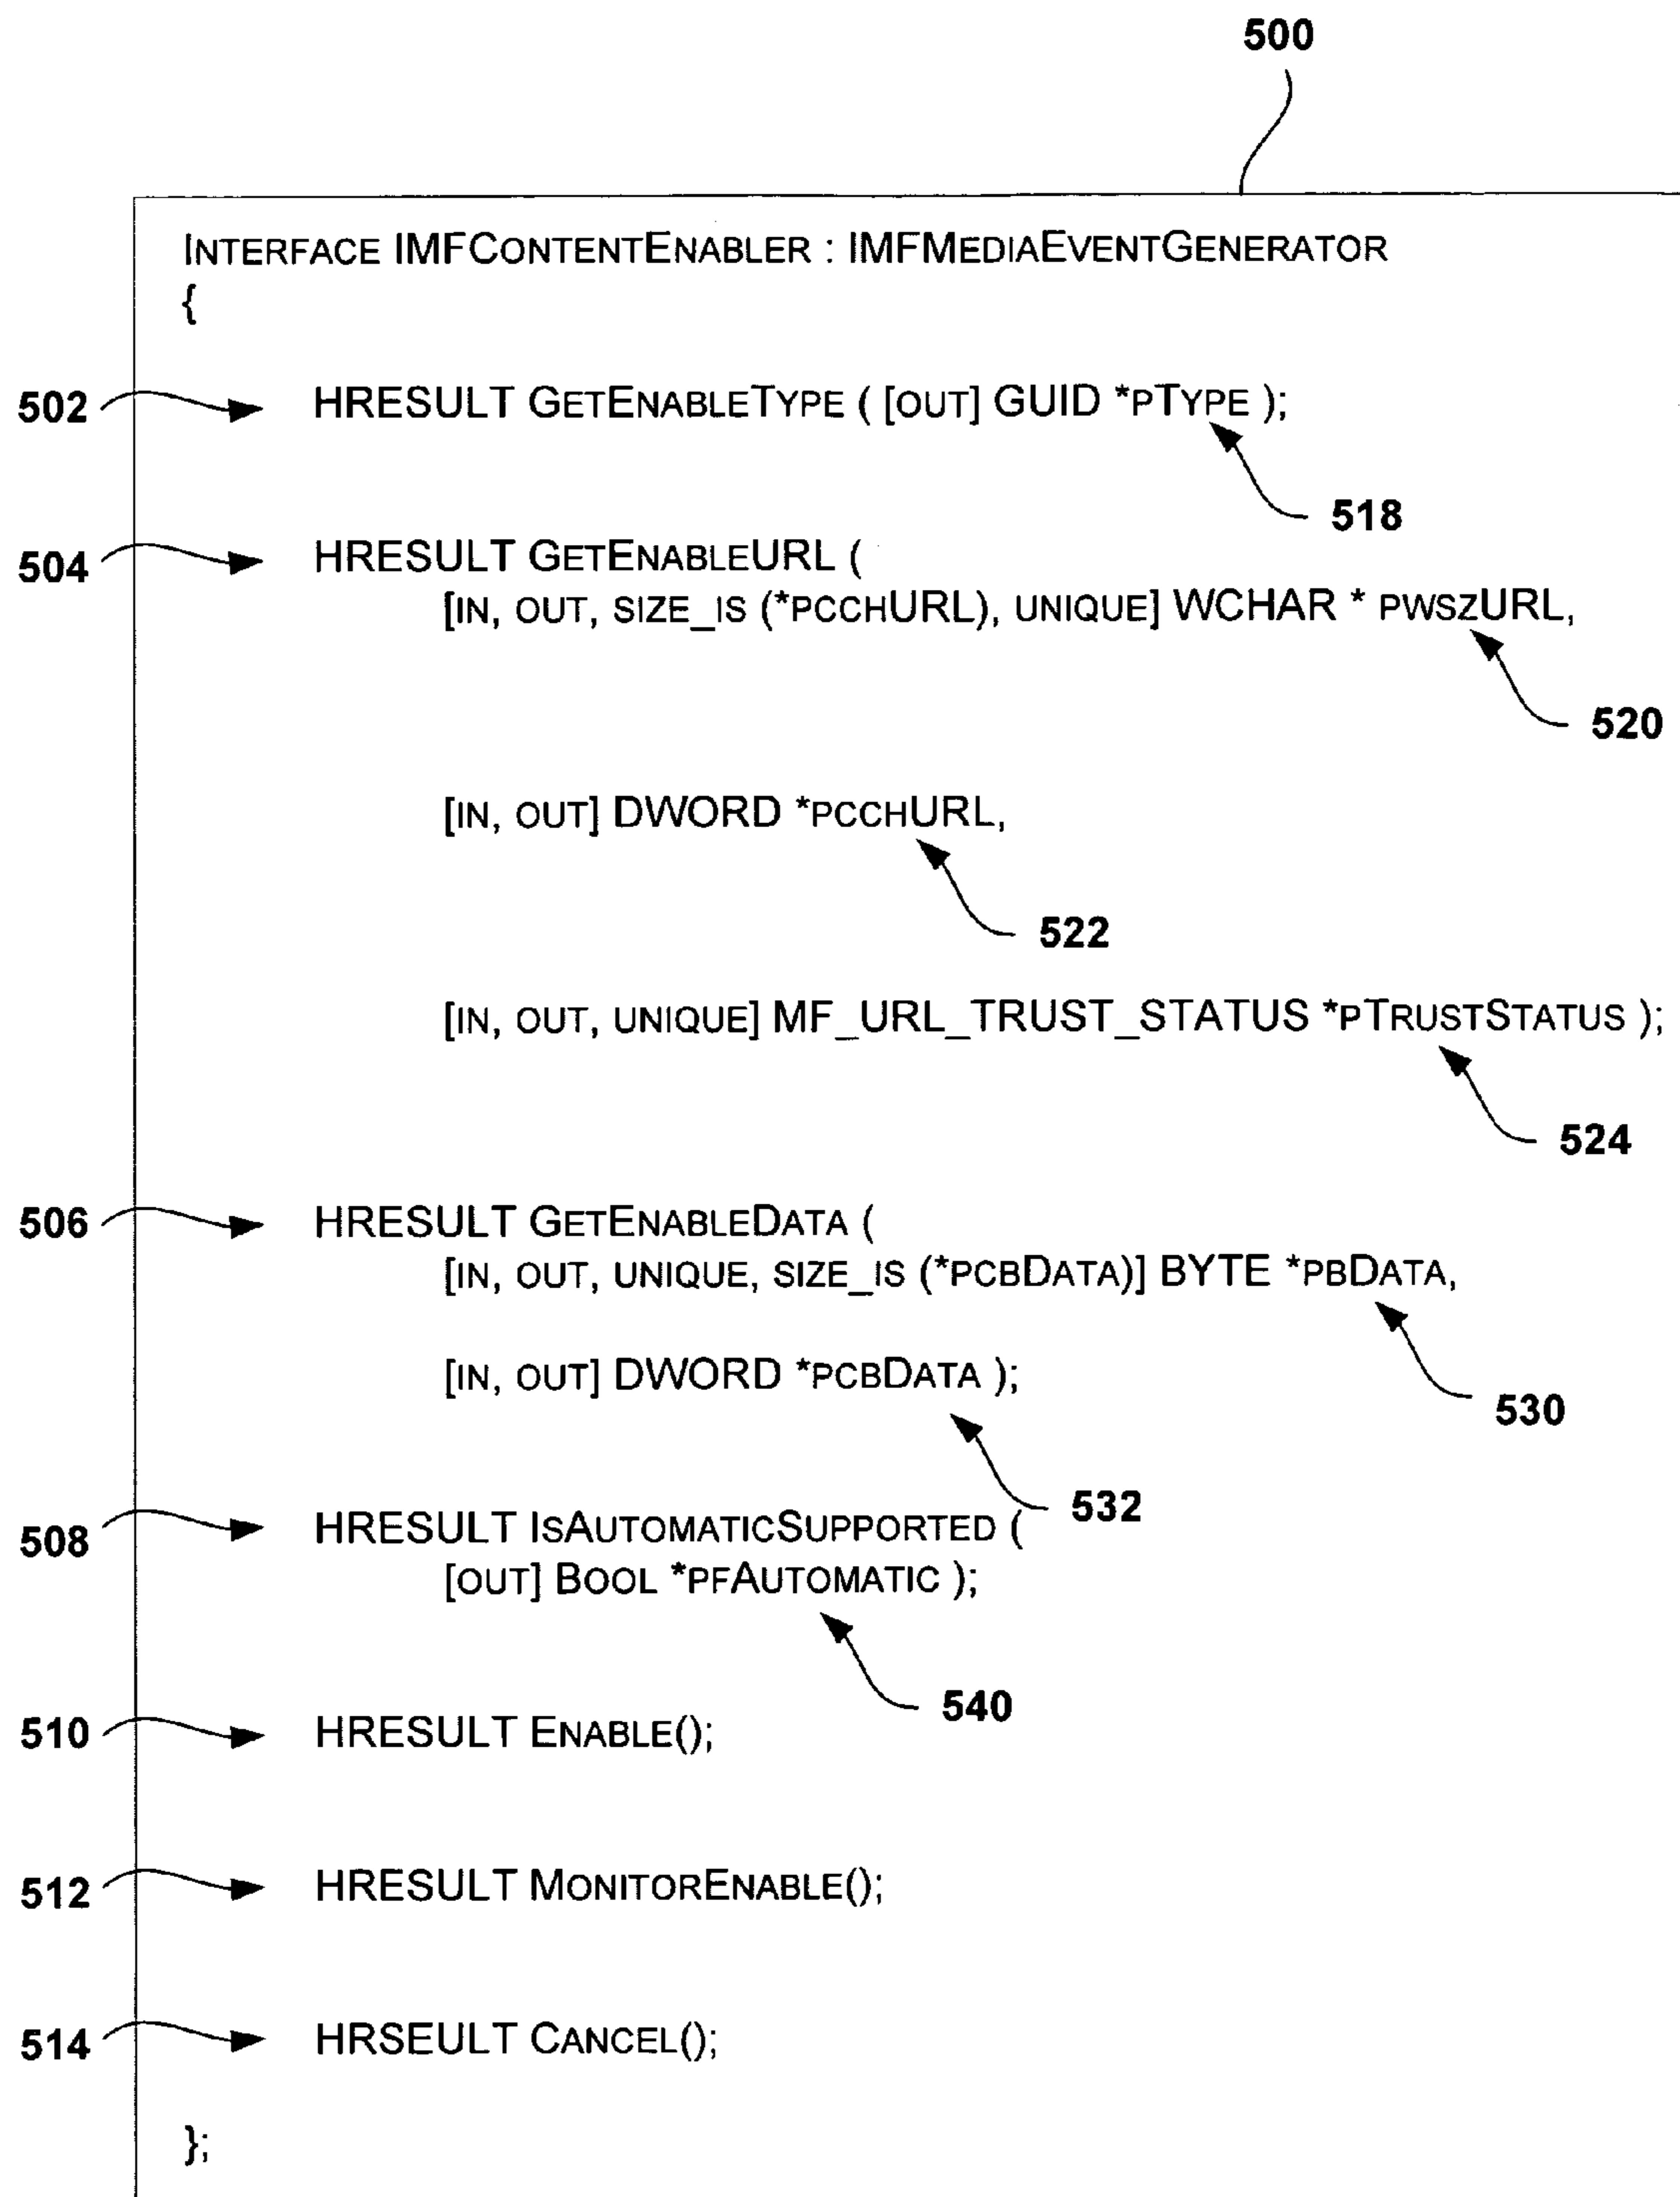 500
INTERFACE IMFCONTENTENABLER : IMFMEDIAEVENTGENERATOR
{
502 HRESULT GETENABLETYPE ( [OUT] GUID *PTYPE );
518
504 HRESULT GETENABLEURL (
[IN, OUT, SIZE_IS (*PCCHURL), UNIQUE] WCHAR * PWSZURL,
520
[IN, OUT] DWORD *PCCHURL,
522
[IN, OUT, UNIQUE] MF_URL_TRUST_STATUS *PTRUSTSTATUS );
524
506 HRESULT GETENABLEDATA (
[IN, OUT, UNIQUE, SIZE_IS (*PCBDATA)] BYTE *PBDATA,
530
[IN, OUT] DWORD *PCBDATA );
532
508 HRESULT ISAUTOMATICSUPPORTED (
[OUT] BOOL *PFAUTOMATIC );
540
510 HRESULT ENABLE();
512 HRESULT MONITORENABLE();
514 HRSEULT CANCEL();
};